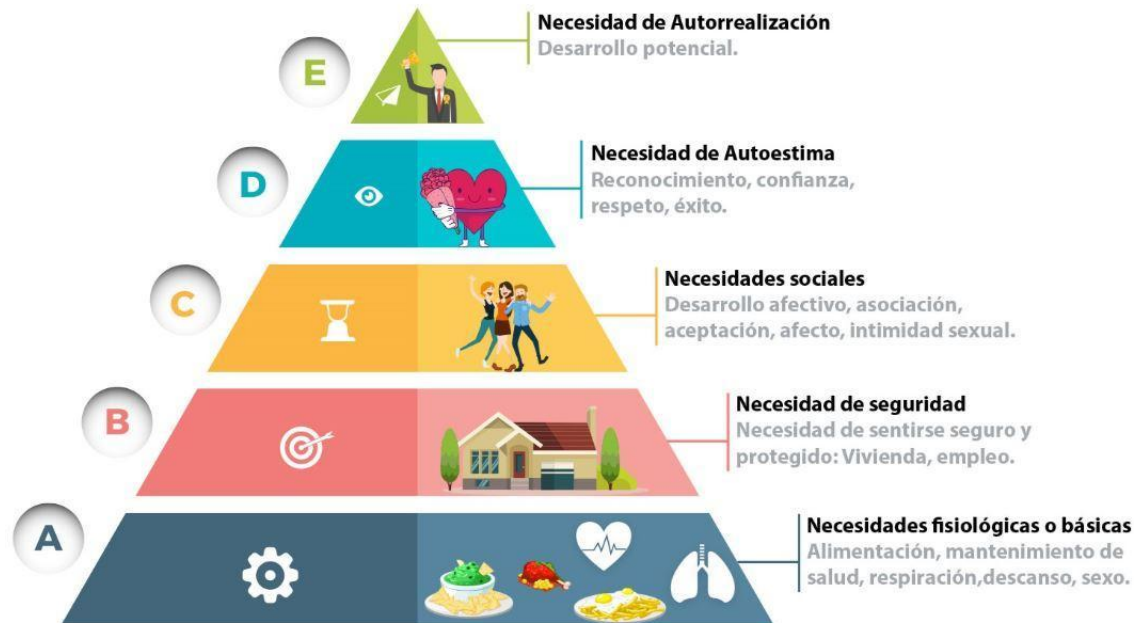 E
Necesidad de Autorrealización
Desarrollo potencial.
D
Necesidad de Autoestima
Reconocimiento, confianza,
respeto, éxito.
C
Necesidades sociales
Desarrollo afectivo, asociación,
aceptación, afecto, intimidad sexual.
B
Necesidad de seguridad
Necesidad de sentirse seguro y
protegido: Vivienda, empleo.
A
Necesidades fisiológicas o básicas
Alimentación, mantenimiento de
salud, respiración,descanso, sexo.